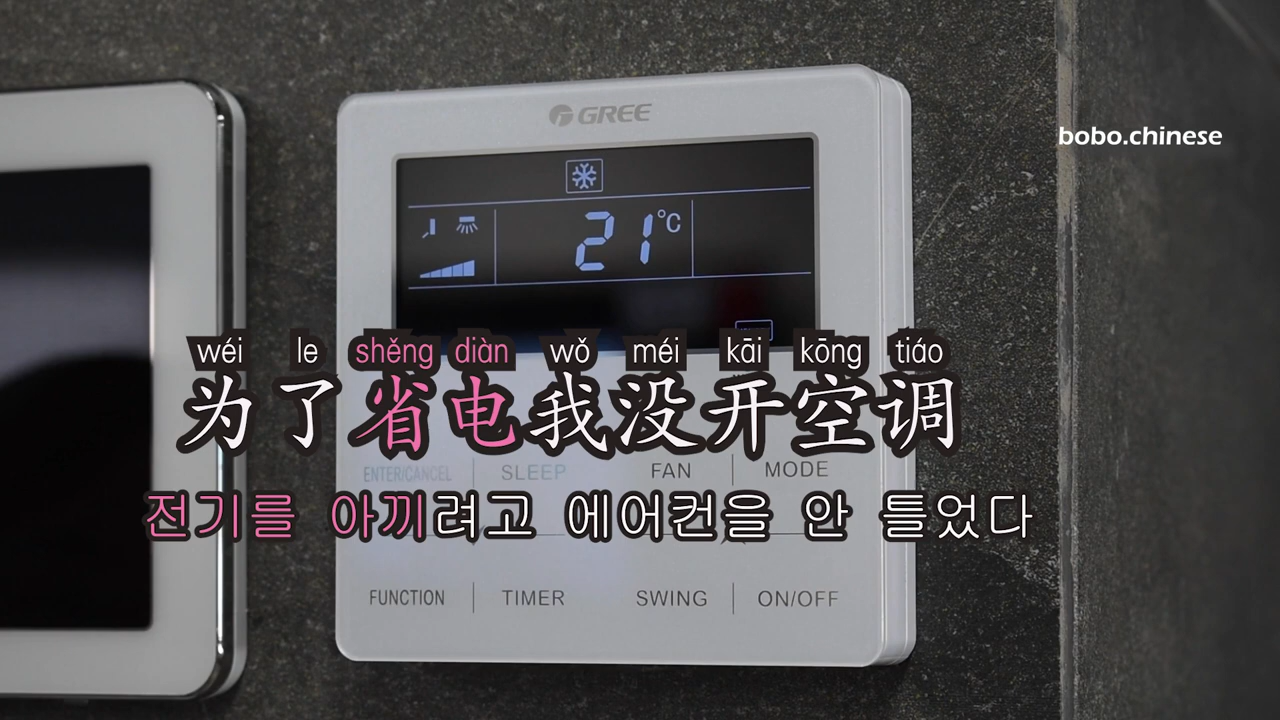 GREE
bobo.chinese
21°C
wéi le shěng diàn wǒ méi kāi kōng tiáo
为了省电我没开空调
ENTER/CANCEL SLEEP FAN MODE
전기를 아끼려고 에어컨을 안 틀었다
FUNCTION TIMER SWING ON/OFF